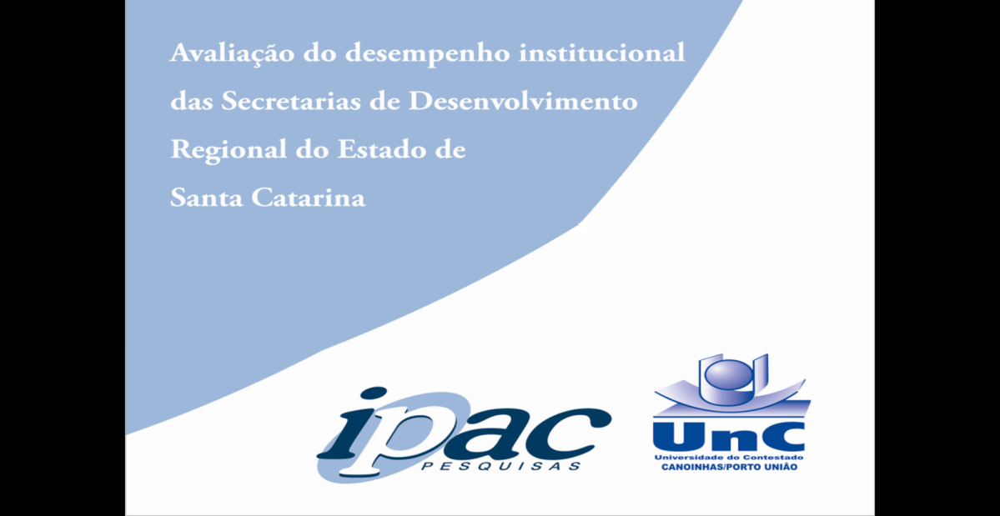 Avaliação do desempenho institucional
das Secretarias de Desenvolvimento
Regional do Estado de
Santa Catarina
ipac
PESQUISAS
UnC
Universidade do Contestado
CANOINHAS/PORTO UNIÃO